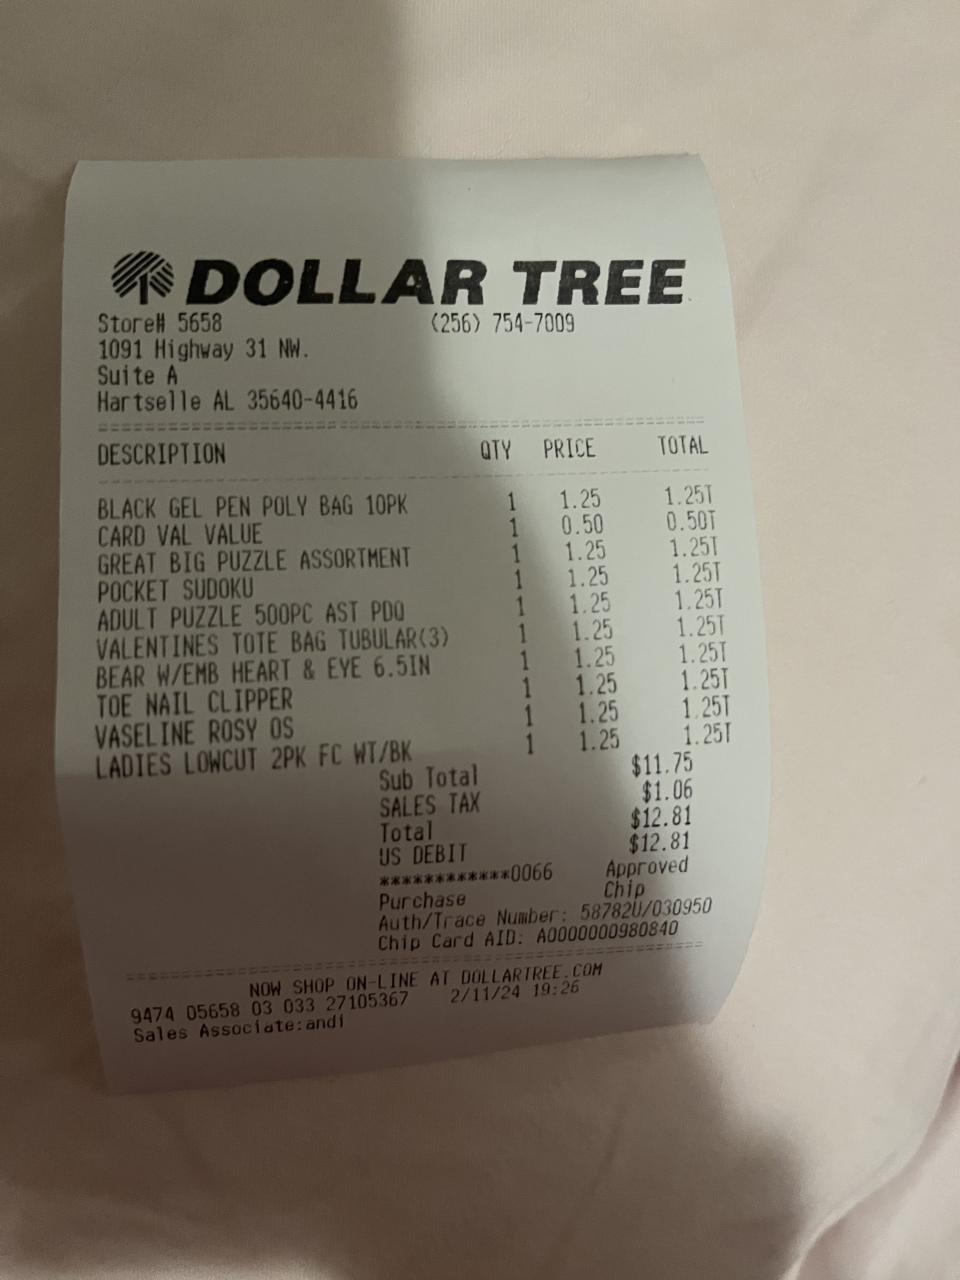 DOLLAR TREE
Store# 5658 (256) 754-7009
1091 Highway 31 NW.
Suite A
Hartselle AL 35640-4416
DESCRIPTION QTY PRICE TOTAL
BLACK GEL PEN POLY BAG 10PK 1 1.25 1.25T
CARD VAL VALUE 1 0.50 0.50T
GREAT BIG PUZZLE ASSORTMENT 1 1.25 1.25T
POCKET SUDOKU 1 1.25 1.25T
ADULT PUZZLE 500PC AST PDQ 1 1.25 1.25T
VALENTINES TOTE BAG TUBULAR(3) 1 1.25 1.25T
BEAR W/EMB HEART & EYE 6.5IN 1 1.25 1.25T
TOE NAIL CLIPPER 1 1.25 1.25T
VASELINE ROSY OS 1 1.25 1.25T
LADIES LOWCUT 2PK FC WT/BK 1 1.25 1.25T
Sub Total $11.75
SALES TAX $1.06
Total $12.81
US DEBIT $12.81
************0066 Approved
Purchase Chip
Auth/Trace Number: 58782U/030950
Chip Card AID: A0000000980840
NOW SHOP ON-LINE AT DOLLARTREE.COM
9474 05658 03 033 27105367 2/11/24 19:26
Sales Associate:andi